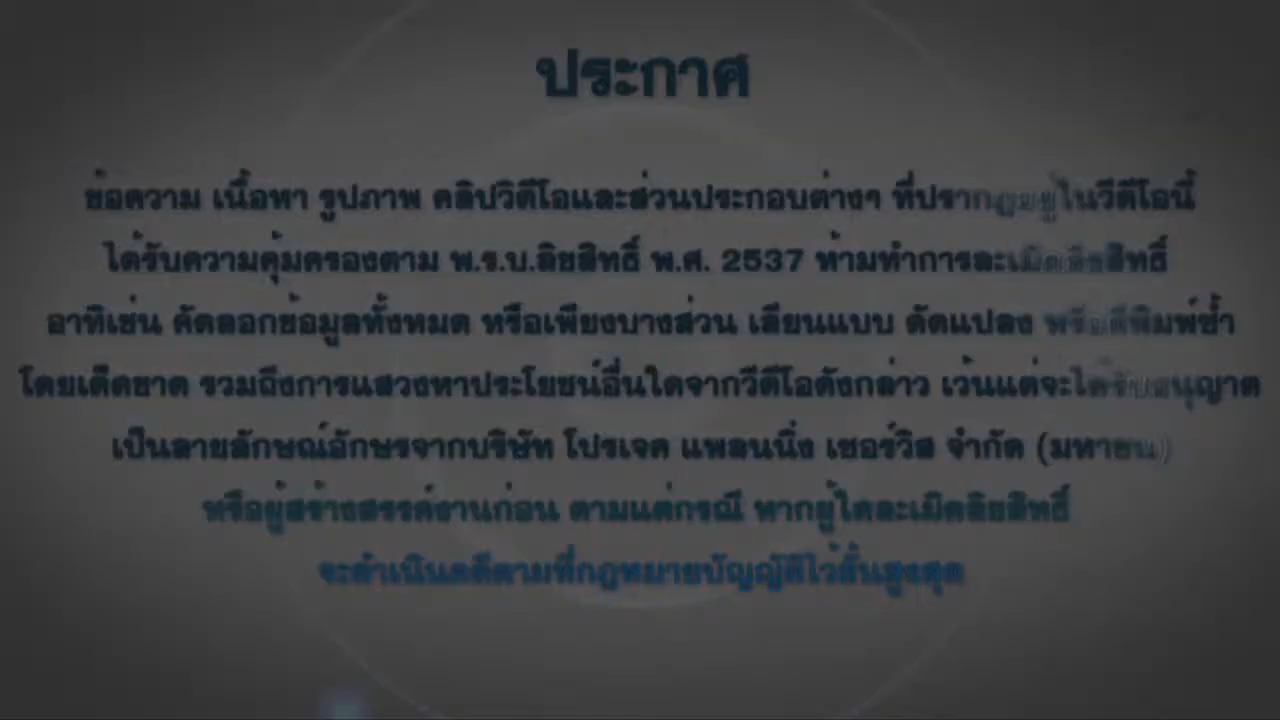 ประกาศ
ข้อความ เนื้อหา รูปภาพ คลิปวิดีโอและส่วนประกอบต่างๆ ที่ปรากฏอยู่ในวีดีโอนี้
ได้รับความคุ้มครองตาม พ.ร.บ.ลิขสิทธิ์ พ.ศ. 2537 ห้ามทำการละเมิดลิขสิทธิ์
อาทิเช่น คัดลอกข้อมูลทั้งหมด หรือเพียงบางส่วน เลียนแบบ ดัดแปลง หรือตีพิมพ์ซ้ำ
โดยเด็ดขาด รวมถึงการแสวงหาประโยชน์อื่นใดจากวีดีโอดังกล่าว เว้นแต่จะได้รับอนุญาต
เป็นลายลักษณ์อักษรจากบริษัท โปรเจค แพลนนิ่ง เซอร์วิส จำกัด (มหาชน)
หรือผู้สร้างสรรค์งานก่อน ตามแต่กรณี หากผู้ใดละเมิดลิขสิทธิ์
จะดำเนินคดีตามที่กฎหมายบัญญัติไว้ขั้นสูงสุด